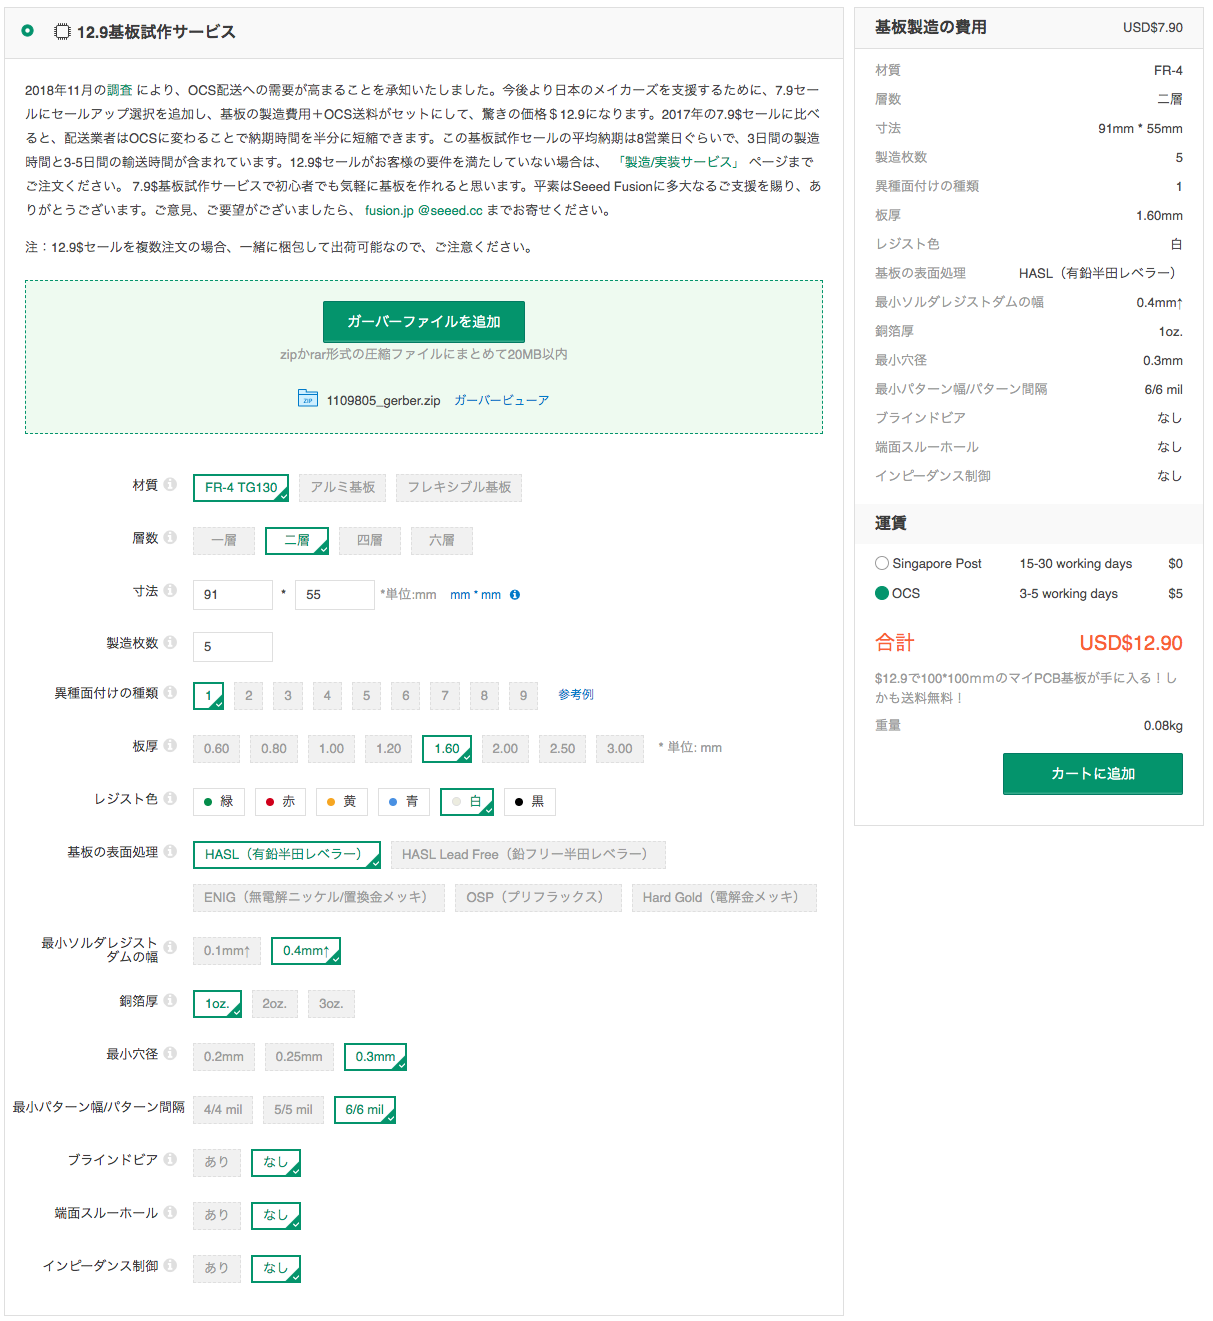 12.9基板試作サービス
2018年11月の調査 により、OCS配送への需要が高まることを承知いたしました。今後より日本のメイカーズを支援するために、7.9セー
ルにセールアップ選択を追加し、基板の製造費用＋OCS送料がセットにして、驚きの価格＄12.9になります。2017年の7.9$セールに比べ
ると、配送業者はOCSに変わることで納期時間を半分に短縮できます。この基板試作セールの平均納期は8営業日ぐらいで、3日間の製造
時間と3-5日間の輸送時間が含まれています。12.9$セールがお客様の要件を満たしていない場合は、 「製造/実装サービス」 ページまで
ご注文ください。 7.9$基板試作サービスで初心者でも気軽に基板を作れると思います。平素はSeeed Fusionに多大なるご支援を賜り、あ
りがとうございます。ご意見、ご要望がございましたら、 fusion.jp @seeed.cc までお寄せください。
注：12.9$セールを複数注文の場合、一緒に梱包して出荷可能なので、ご注意ください。
ガーバーファイルを追加
zipかrar形式の圧縮ファイルにまとめて20MB以内
ZIP 1109805_gerber.zip ガーバービューア
材質 FR-4 TG130 アルミ基板 フレキシブル基板
層数 一層 二層 四層 六層
寸法 91 * 55 *単位:mm mm * mm
製造枚数 5
異種面付けの種類 1 2 3 4 5 6 7 8 9 参考例
板厚 0.60 0.80 1.00 1.20 1.60 2.00 2.50 3.00 * 単位: mm
レジスト色 緑 赤 黄 青 白 黒
基板の表面処理 HASL（有鉛半田レベラー） HASL Lead Free（鉛フリー半田レベラー）
ENIG（無電解ニッケル/置換金メッキ） OSP（プリフラックス） Hard Gold（電解金メッキ）
最小ソルダレジスト
ダムの幅 0.1mm↑ 0.4mm↑
銅箔厚 1oz. 2oz. 3oz.
最小穴径 0.2mm 0.25mm 0.3mm
最小パターン幅/パターン間隔 4/4 mil 5/5 mil 6/6 mil
ブラインドビア あり なし
端面スルーホール あり なし
インピーダンス制御 あり なし
基板製造の費用 USD$7.90
材質 FR-4
層数 二層
寸法 91mm * 55mm
製造枚数 5
異種面付けの種類 1
板厚 1.60mm
レジスト色 白
基板の表面処理 HASL（有鉛半田レベラー）
最小ソルダレジストダムの幅 0.4mm↑
銅箔厚 1oz.
最小穴径 0.3mm
最小パターン幅/パターン間隔 6/6 mil
ブラインドビア なし
端面スルーホール なし
インピーダンス制御 なし
運賃
Singapore Post 15-30 working days $0
OCS 3-5 working days $5
合計 USD$12.90
$12.9で100*100mmのマイPCB基板が手に入る！し
かも送料無料！
重量 0.08kg
カートに追加